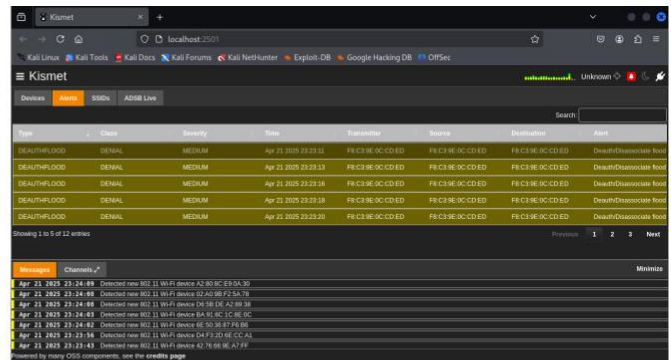 Kismet
localhost:2501
Kali Linux Kali Tools Kali Docs Kali Forums Kali NetHunter Exploit-DB Google Hacking DB OffSec
Kismet Unknown
Devices Alerts SSIDs ADSB Live
Search:
Type Class Severity Time Transmitter Source Destination Alert
DEAUTHFLOOD DENIAL MEDIUM Apr 21 2025 23:23:11 F8:C3:9E:0C:CD:ED F8:C3:9E:0C:CD:ED F8:C3:9E:0C:CD:ED Deauth/Disassociate flood
DEAUTHFLOOD DENIAL MEDIUM Apr 21 2025 23:23:13 F8:C3:9E:0C:CD:ED F8:C3:9E:0C:CD:ED F8:C3:9E:0C:CD:ED Deauth/Disassociate flood
DEAUTHFLOOD DENIAL MEDIUM Apr 21 2025 23:23:16 F8:C3:9E:0C:CD:ED F8:C3:9E:0C:CD:ED F8:C3:9E:0C:CD:ED Deauth/Disassociate flood
DEAUTHFLOOD DENIAL MEDIUM Apr 21 2025 23:23:18 F8:C3:9E:0C:CD:ED F8:C3:9E:0C:CD:ED F8:C3:9E:0C:CD:ED Deauth/Disassociate flood
DEAUTHFLOOD DENIAL MEDIUM Apr 21 2025 23:23:20 F8:C3:9E:0C:CD:ED F8:C3:9E:0C:CD:ED F8:C3:9E:0C:CD:ED Deauth/Disassociate flood
Showing 1 to 5 of 12 entries Previous 1 2 3 Next
Messages Channels Minimize
Apr 21 2025 23:24:09 Detected new 802.11 Wi-Fi device A2:80:8C:E9:0A:30
Apr 21 2025 23:24:08 Detected new 802.11 Wi-Fi device 02:A0:9B:F2:5A:78
Apr 21 2025 23:24:08 Detected new 802.11 Wi-Fi device D6:5B:DE:A2:89:38
Apr 21 2025 23:24:03 Detected new 802.11 Wi-Fi device BA:91:6C:1C:8E:0C
Apr 21 2025 23:24:02 Detected new 802.11 Wi-Fi device 6E:50:38:87:F6:B6
Apr 21 2025 23:23:56 Detected new 802.11 Wi-Fi device D4:F3:2D:6E:CC:A1
Apr 21 2025 23:23:43 Detected new 802.11 Wi-Fi device 42:76:66:9E:A7:FF
Powered by many OSS components, see the credits page